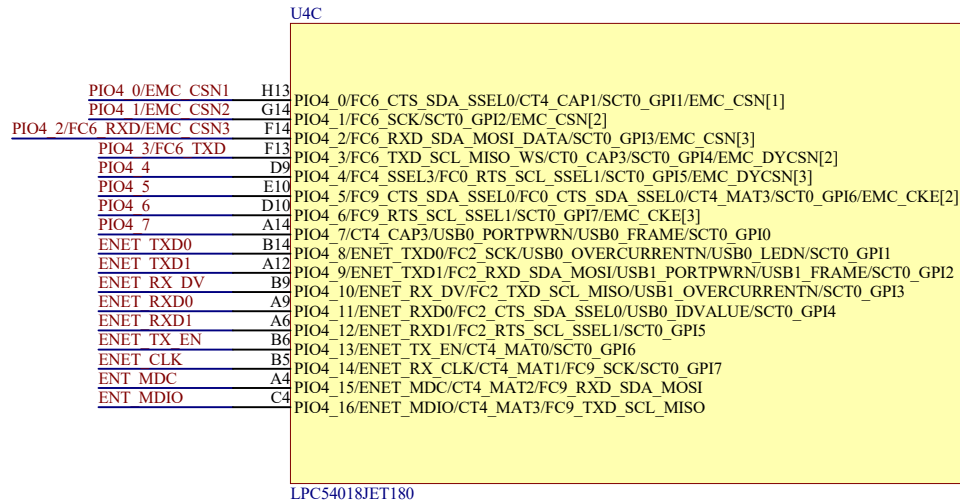 U4C
PIO4_0/EMC_CSN1 H13 PIO4_0/FC6_CTS_SDA_SSEL0/CT4_CAP1/SCT0_GPI1/EMC_CSN[1]
PIO4_1/EMC_CSN2 G14 PIO4_1/FC6_SCK/SCT0_GPI2/EMC_CSN[2]
PIO4_2/FC6_RXD/EMC_CSN3 F14 PIO4_2/FC6_RXD_SDA_MOSI_DATA/SCT0_GPI3/EMC_CSN[3]
PIO4_3/FC6_TXD F13 PIO4_3/FC6_TXD_SCL_MISO_WS/CT0_CAP3/SCT0_GPI4/EMC_DYCSN[2]
PIO4_4 D9 PIO4_4/FC4_SSEL3/FC0_RTS_SCL_SSEL1/SCT0_GPI5/EMC_DYCSN[3]
PIO4_5 E10 PIO4_5/FC9_CTS_SDA_SSEL0/FC0_CTS_SDA_SSEL0/CT4_MAT3/SCT0_GPI6/EMC_CKE[2]
PIO4_6 D10 PIO4_6/FC9_RTS_SCL_SSEL1/SCT0_GPI7/EMC_CKE[3]
PIO4_7 A14 PIO4_7/CT4_CAP3/USB0_PORTPWRN/USB0_FRAME/SCT0_GPI0
ENET_TXD0 B14 PIO4_8/ENET_TXD0/FC2_SCK/USB0_OVERCURRENTN/USB0_LEDN/SCT0_GPI1
ENET_TXD1 A12 PIO4_9/ENET_TXD1/FC2_RXD_SDA_MOSI/USB1_PORTPWRN/USB1_FRAME/SCT0_GPI2
ENET_RX_DV B9 PIO4_10/ENET_RX_DV/FC2_TXD_SCL_MISO/USB1_OVERCURRENTN/SCT0_GPI3
ENET_RXD0 A9 PIO4_11/ENET_RXD0/FC2_CTS_SDA_SSEL0/USB0_IDVALUE/SCT0_GPI4
ENET_RXD1 A6 PIO4_12/ENET_RXD1/FC2_RTS_SCL_SSEL1/SCT0_GPI5
ENET_TX_EN B6 PIO4_13/ENET_TX_EN/CT4_MAT0/SCT0_GPI6
ENET_CLK B5 PIO4_14/ENET_RX_CLK/CT4_MAT1/FC9_SCK/SCT0_GPI7
ENT_MDC A4 PIO4_15/ENET_MDC/CT4_MAT2/FC9_RXD_SDA_MOSI
ENT_MDIO C4 PIO4_16/ENET_MDIO/CT4_MAT3/FC9_TXD_SCL_MISO
LPC54018JET180